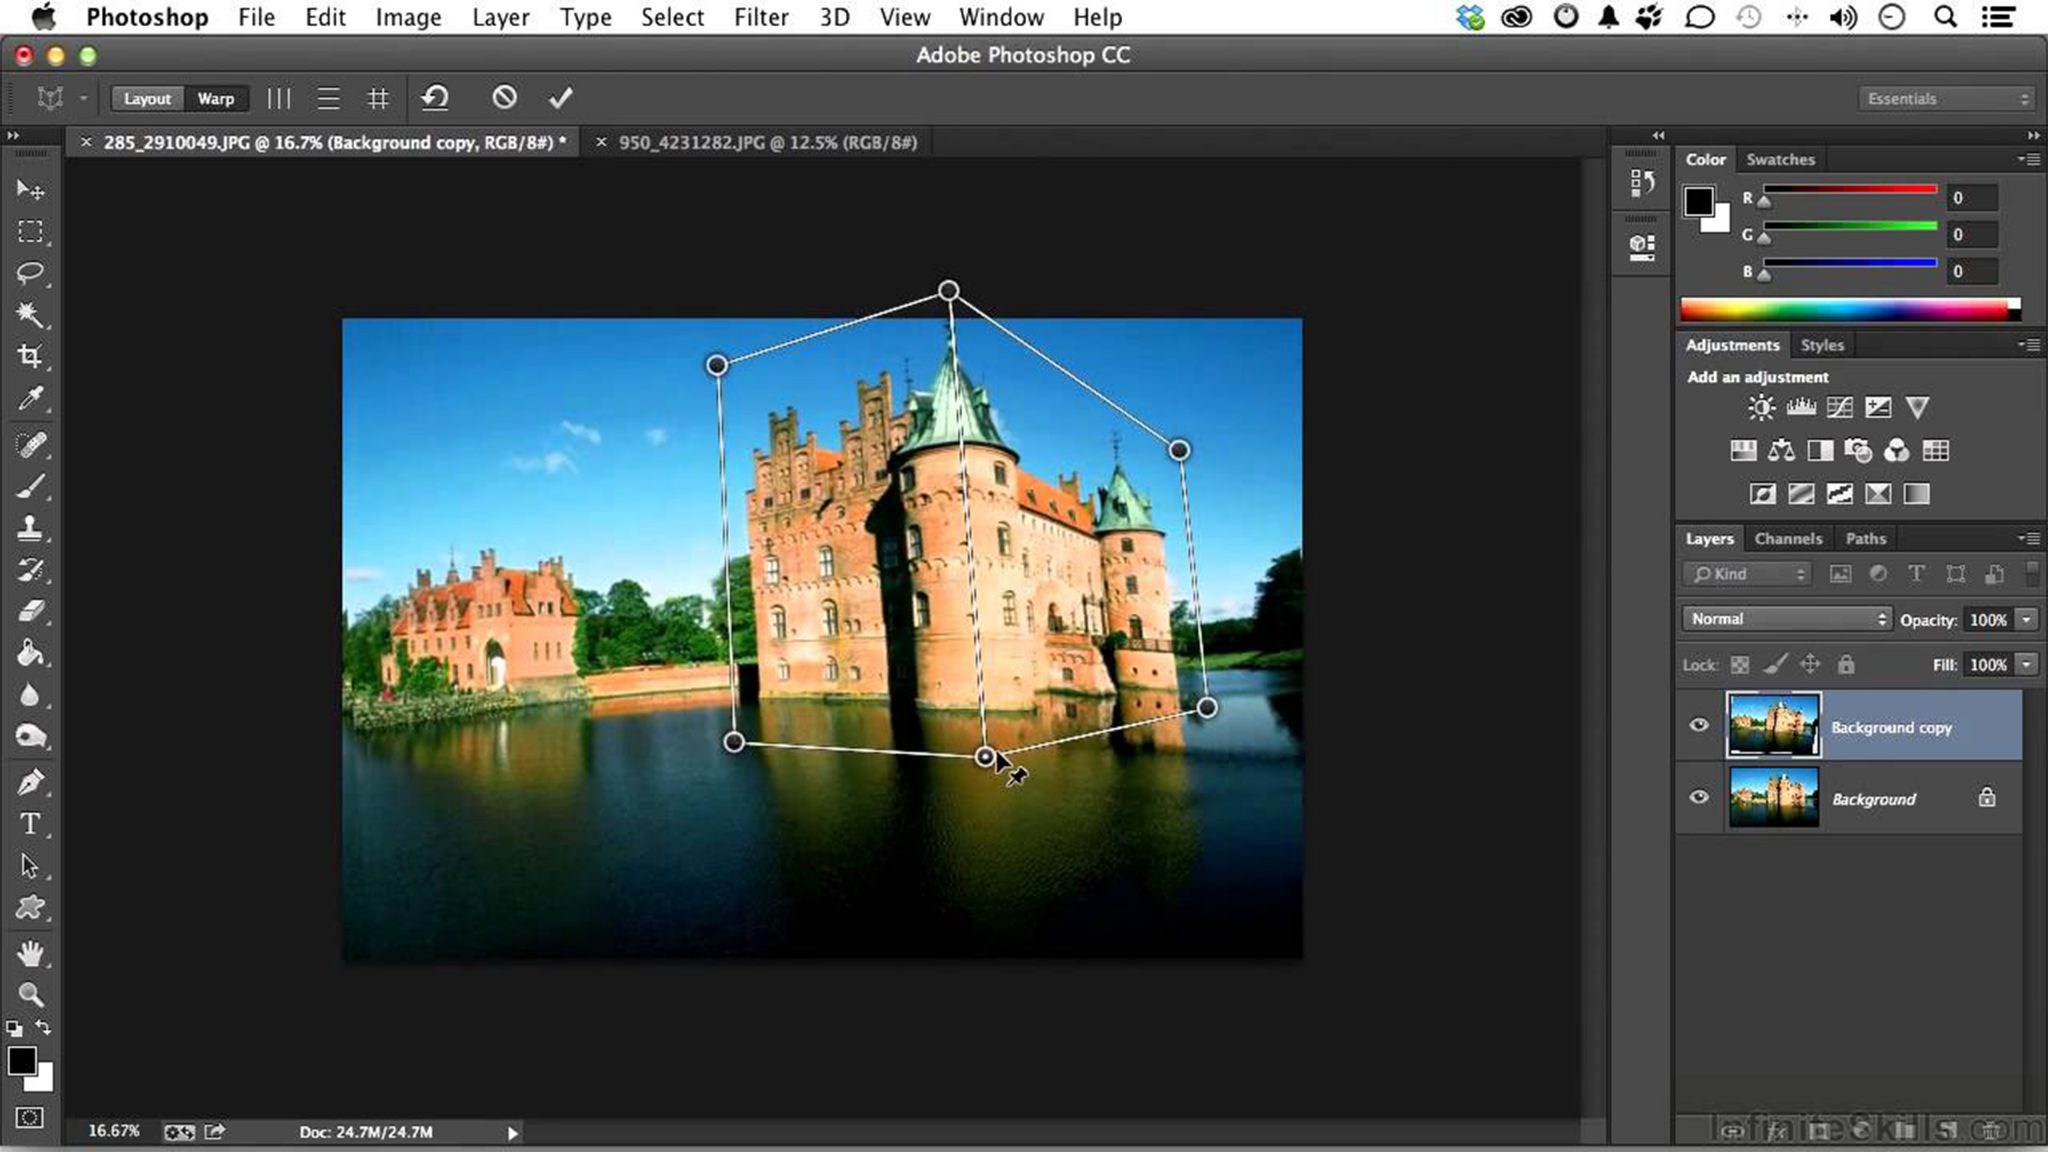 Photoshop File Edit Image Layer Type Select Filter 3D View Window Help
Adobe Photoshop CC
Layout Warp Essentials
285_2910049.JPG @ 16.7% (Background copy, RGB/8#) * 950_4231282.JPG @ 12.5% (RGB/8#)
Color Swatches
R 0
G 0
B 0
Adjustments Styles
Add an adjustment
Layers Channels Paths
Kind
Normal Opacity: 100%
Lock: Fill: 100%
Background copy
Background
16.67% Doc: 24.7M/24.7M
InfiniteSkills.com